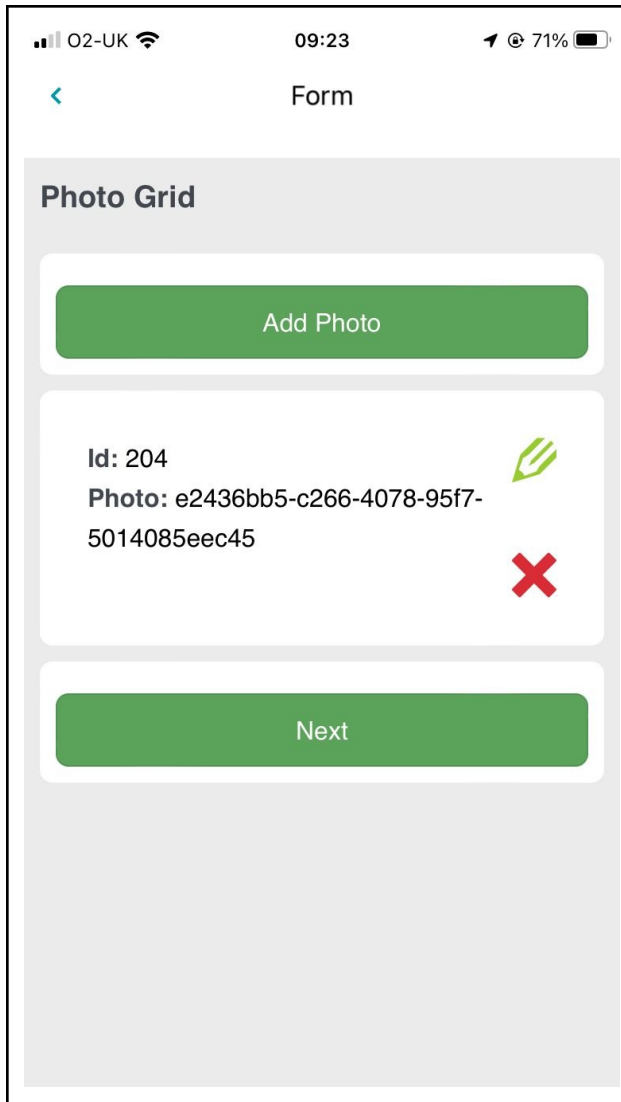 O2-UK 09:23 71%
Form
Photo Grid
Add Photo
Id: 204
Photo: e2436bb5-c266-4078-95f7-
5014085eec45
Next